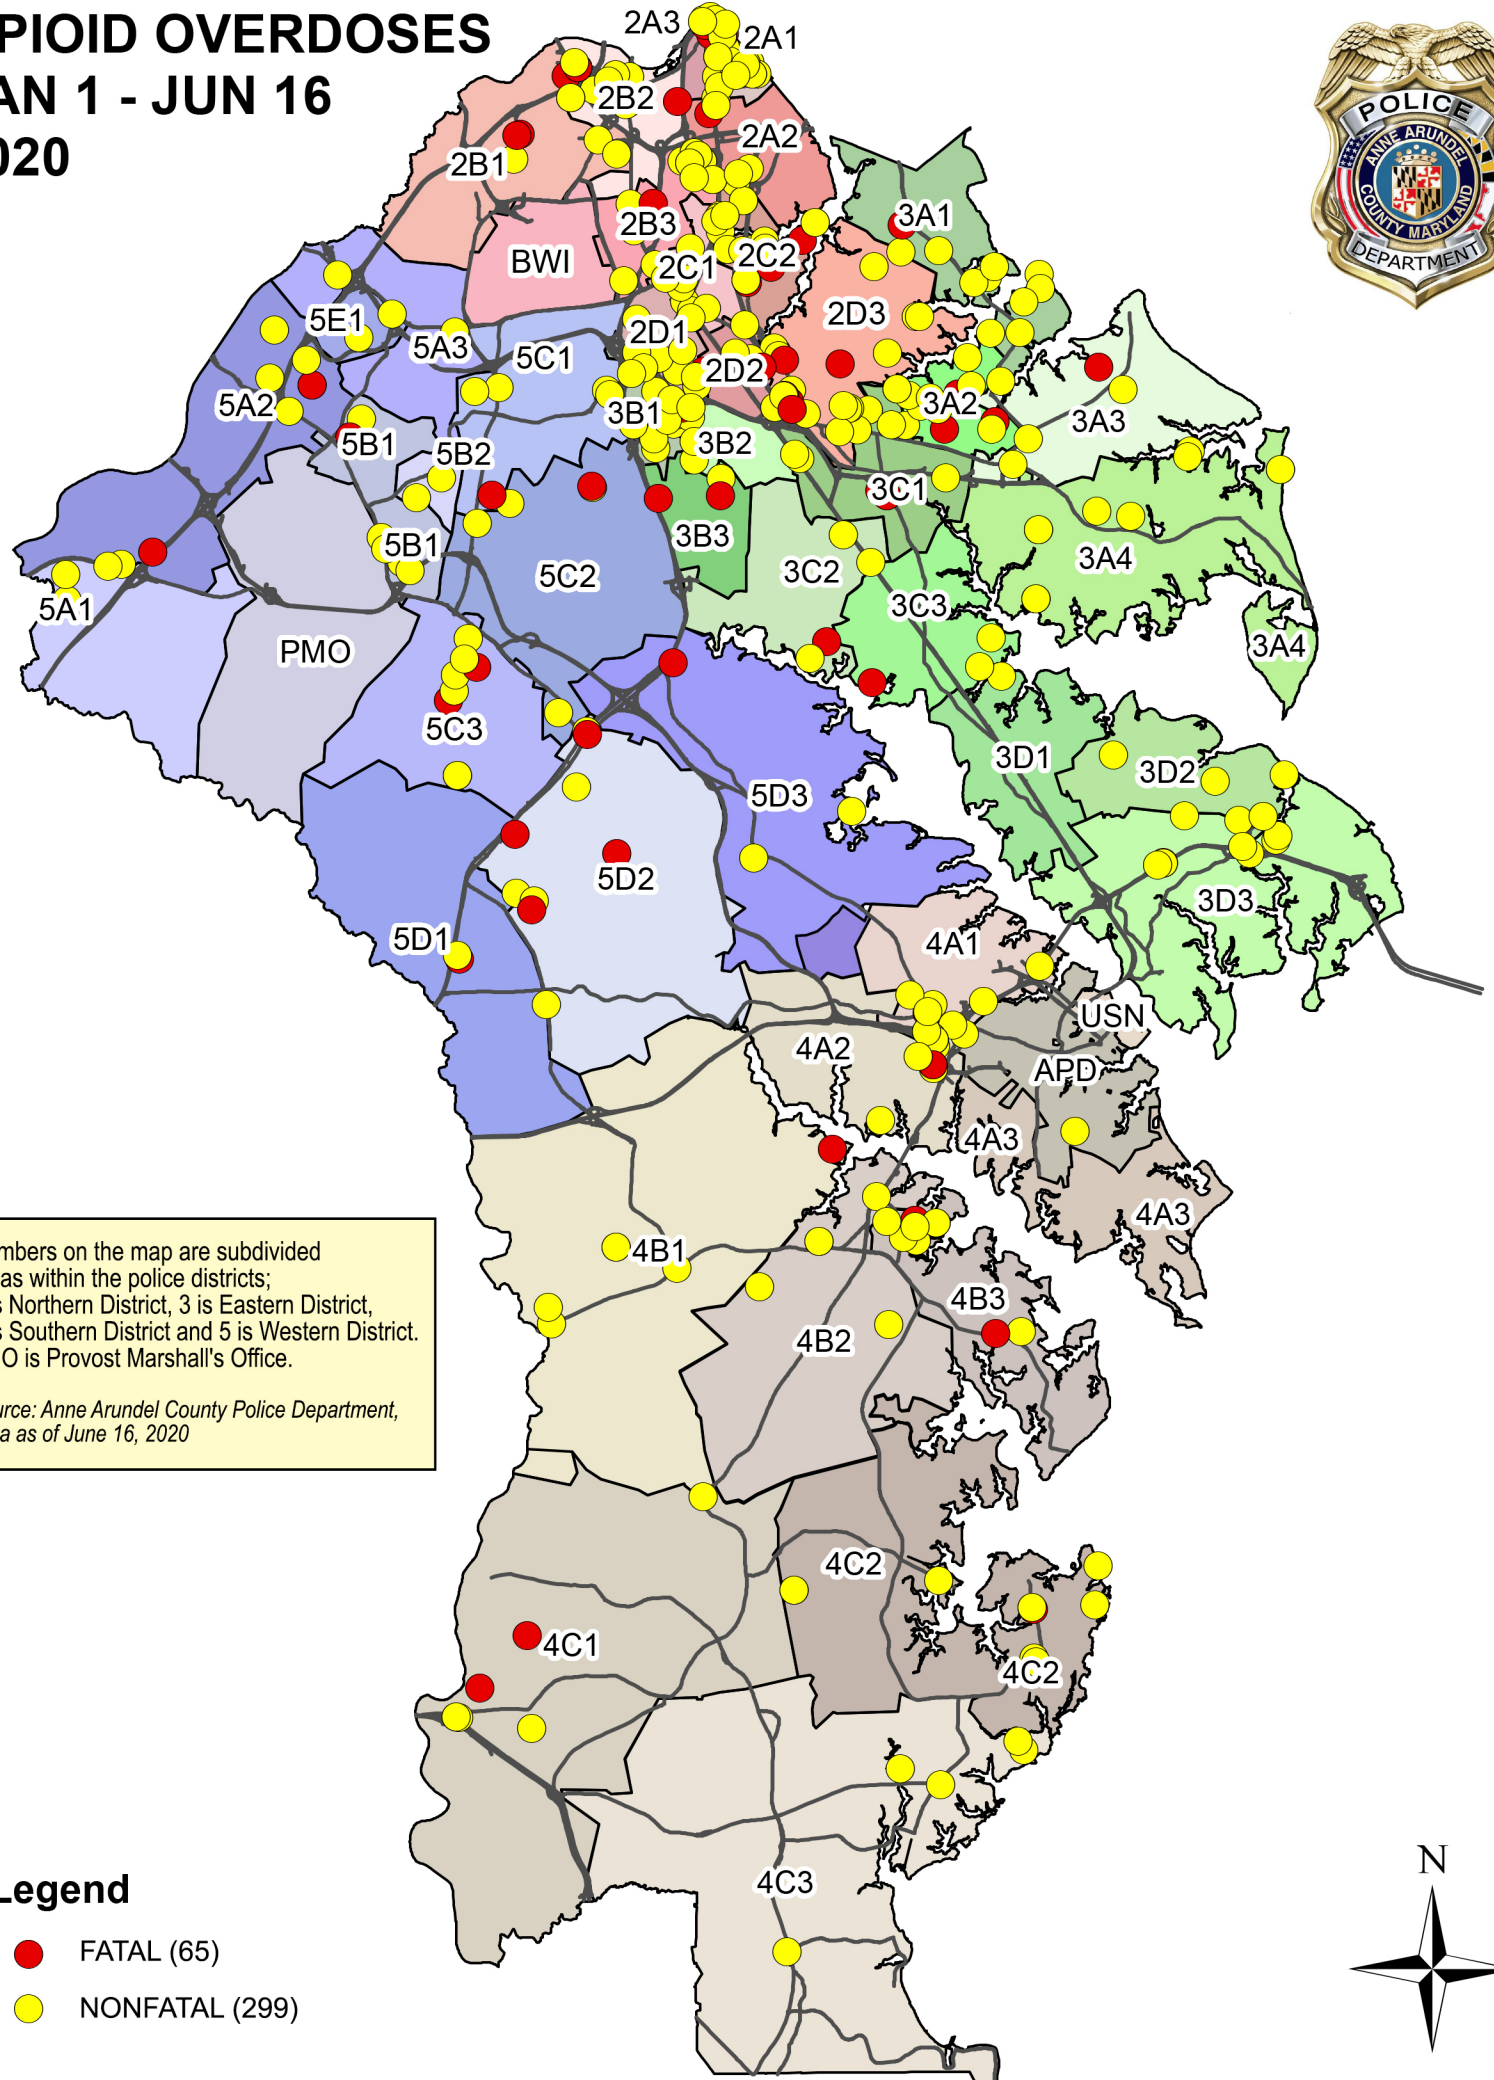 PIOID OVERDOSES
AN 1 - JUN 16
020
POLICE
ANNE ARUNDEL
COUNTY MARYLAND
DEPARTMENT
2A3
2A1
2B2
2A2
2B1
3A1
2B3
BWI
2C1
2C2
2D3
5E1
2D1
5A3
5C1
2D2
5A2
3A2
3A3
3B1
5B1
5B2
3B2
3C1
3B3
5B1
5C2
3C2
3A4
5A1
3C3
PMO
3A4
5C3
3D1
3D2
5D3
5D2
3D3
5D1
4A1
USN
4A2
APD
4A3
4A3
4B1
4B3
4B2
mbers on the map are subdivided
as within the police districts;
s Northern District, 3 is Eastern District,
s Southern District and 5 is Western District.
O is Provost Marshall's Office.
urce: Anne Arundel County Police Department,
a as of June 16, 2020
4C2
4C1
4C2
4C3
Legend
FATAL (65)
NONFATAL (299)
N